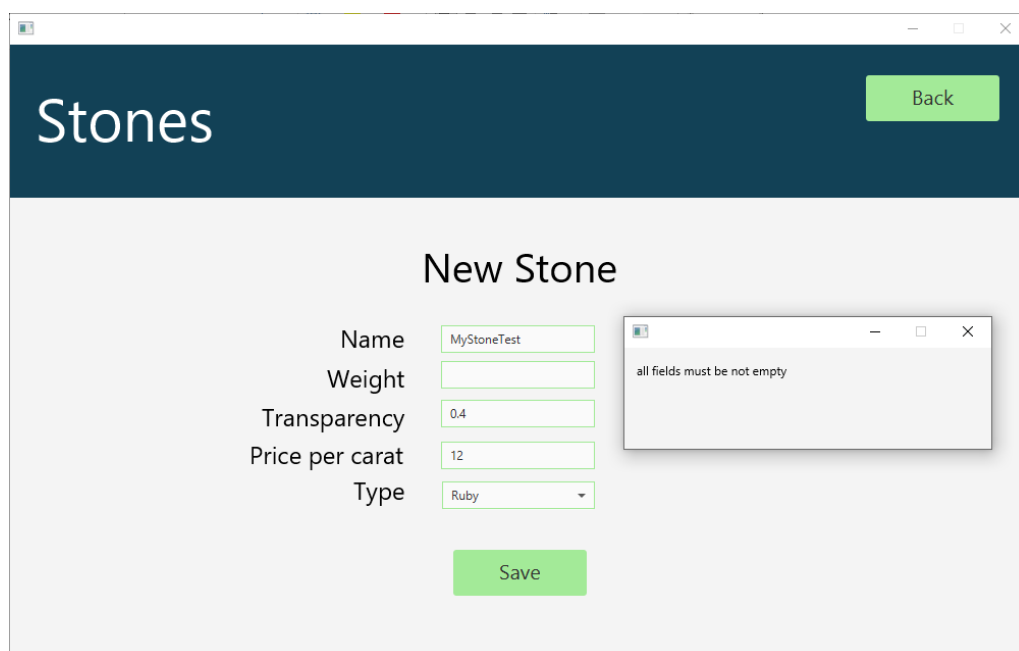 Back
Stones
New Stone
Name
MyStoneTest
all fields must be not empty
Weight
Transparency
0.4
Price per carat
12
Type
Ruby
Save